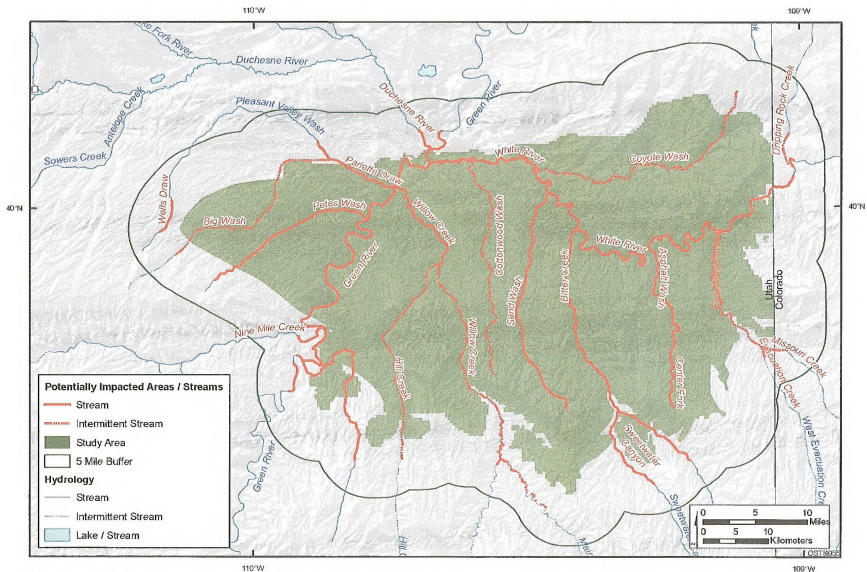 110°W
109°W
Lake Fork River
Duchesne River
Antelope Creek
Pleasant Valley Wash
Duchesne River
Green River
Dripping Rock Creek
Sowers Creek
White River
Coyote Wash
Pariette Draw
Wells Draw
Petes Wash
Willow Creek
Cottonwood Wash
40°N
40°N
Big Wash
White River
Green River
Sand Wash
Bitter Creek
Asphalt Wash
Utah
Colorado
Nine Mile Creek
Missouri Creek
Evacuation Creek
Willow Creek
Hill Creek
Center Fork
Potentially Impacted Areas / Streams
Stream
Intermittent Stream
Study Area
5 Mile Buffer
Hydrology
Stream
Intermittent Stream
Lake / Stream
Green River
Sweetwater
Canyon
West Evacuation Cre
Hill C
Sweetwater
0 5 10
Miles
0 5 10
Kilometers
110°W
109°W